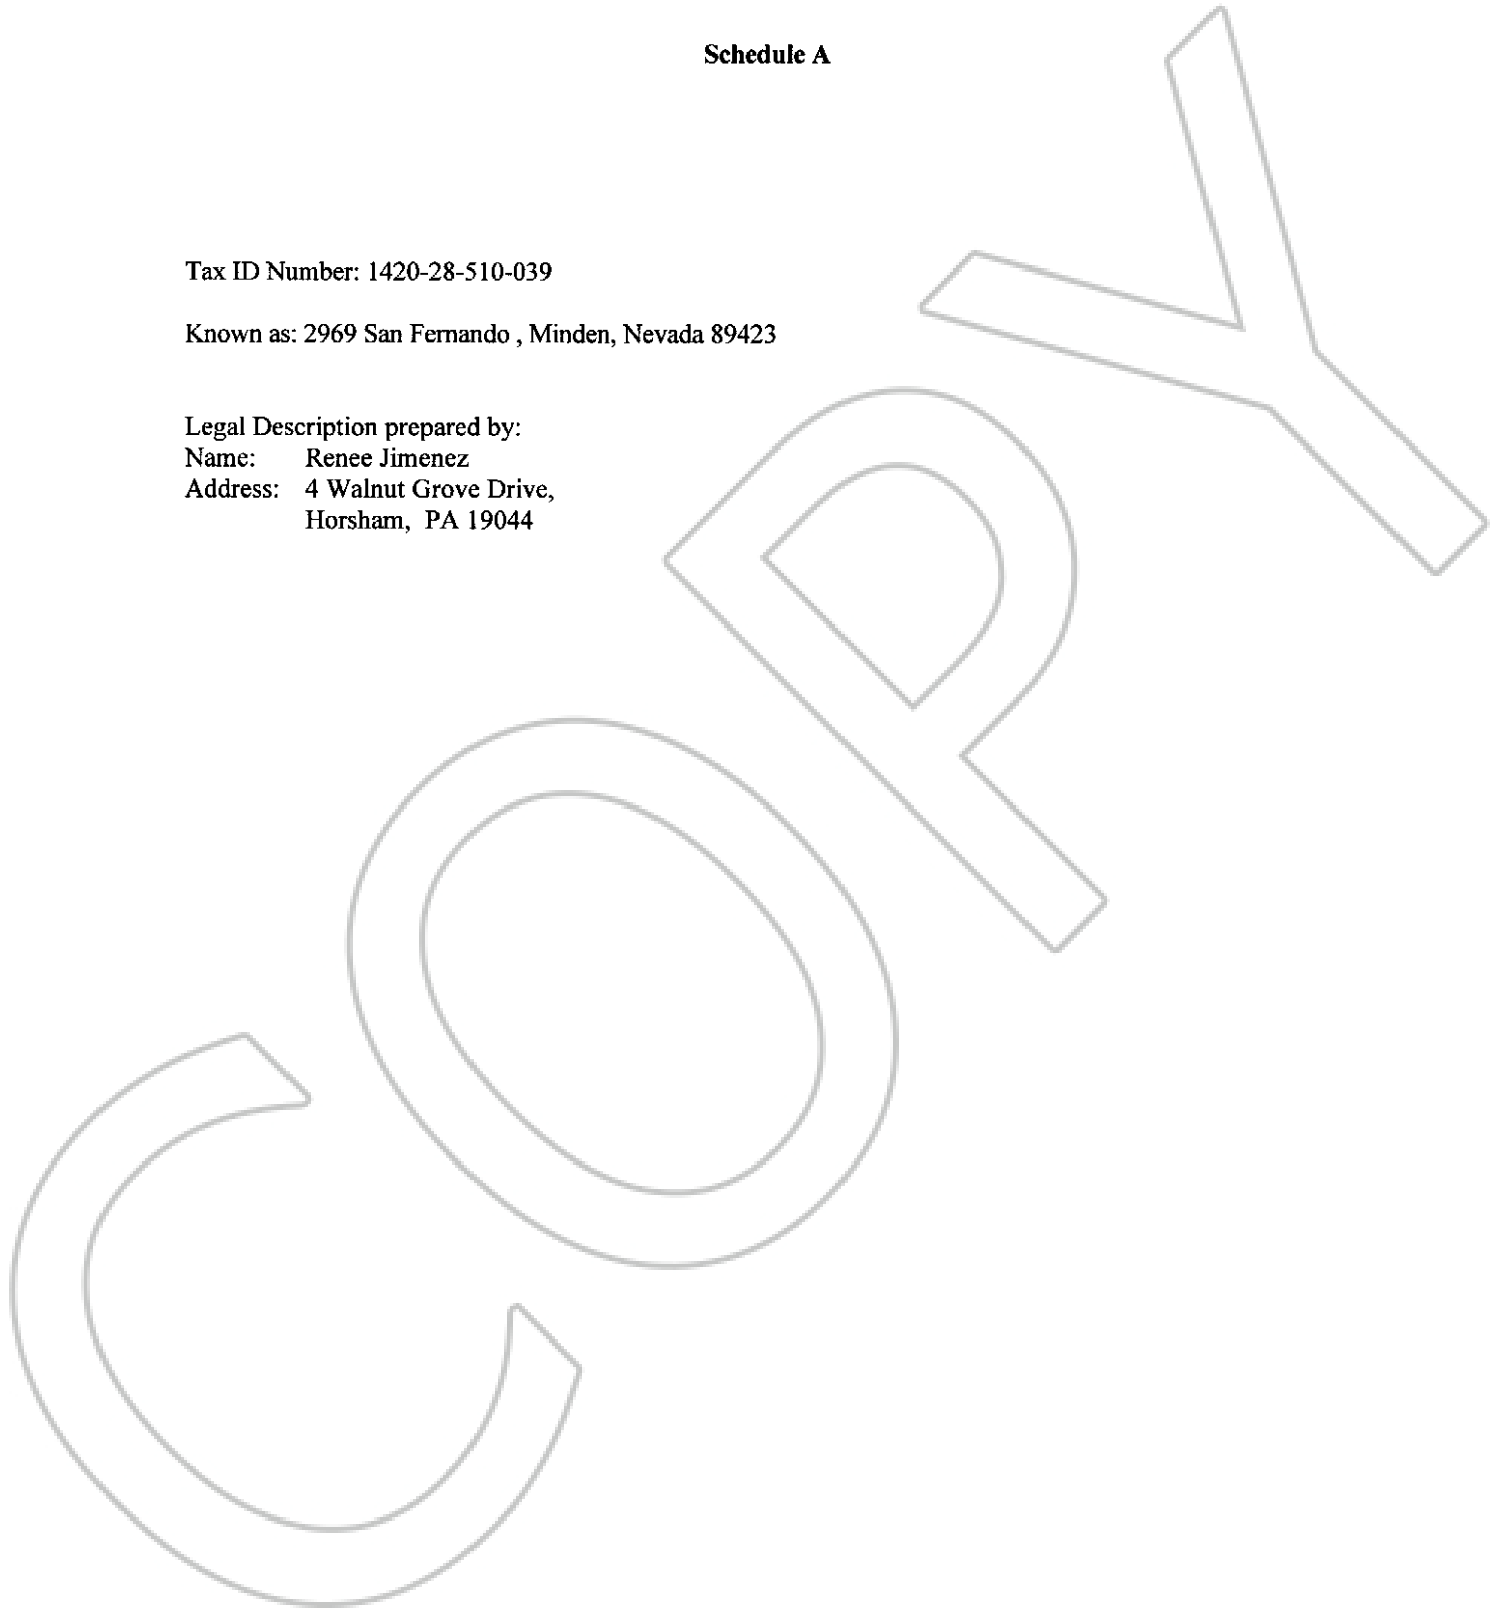 Schedule A
Tax ID Number: 1420-28-510-039
Known as: 2969 San Fernando , Minden, Nevada 89423
Legal Description prepared by:
Name: Renee Jimenez
Address: 4 Walnut Grove Drive,
Horsham, PA 19044
COPY